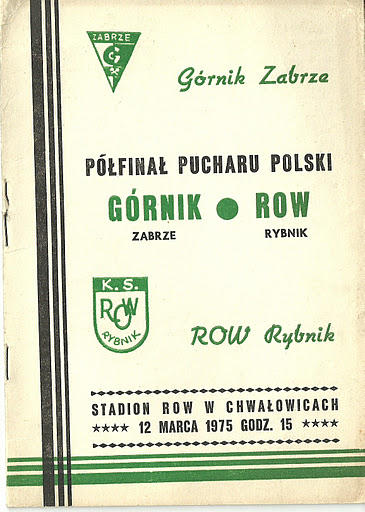 ZABRZE
G
Górnik Zabrze
PÓŁFINAŁ PUCHARU POLSKI
GÓRNIK ● ROW
ZABRZE RYBNIK
K. S.
ROW
RYBNIK
ROW Rybnik
STADION ROW W CHWAŁOWICACH
★★★★ 12 MARCA 1975 GODZ. 15 ★★★★